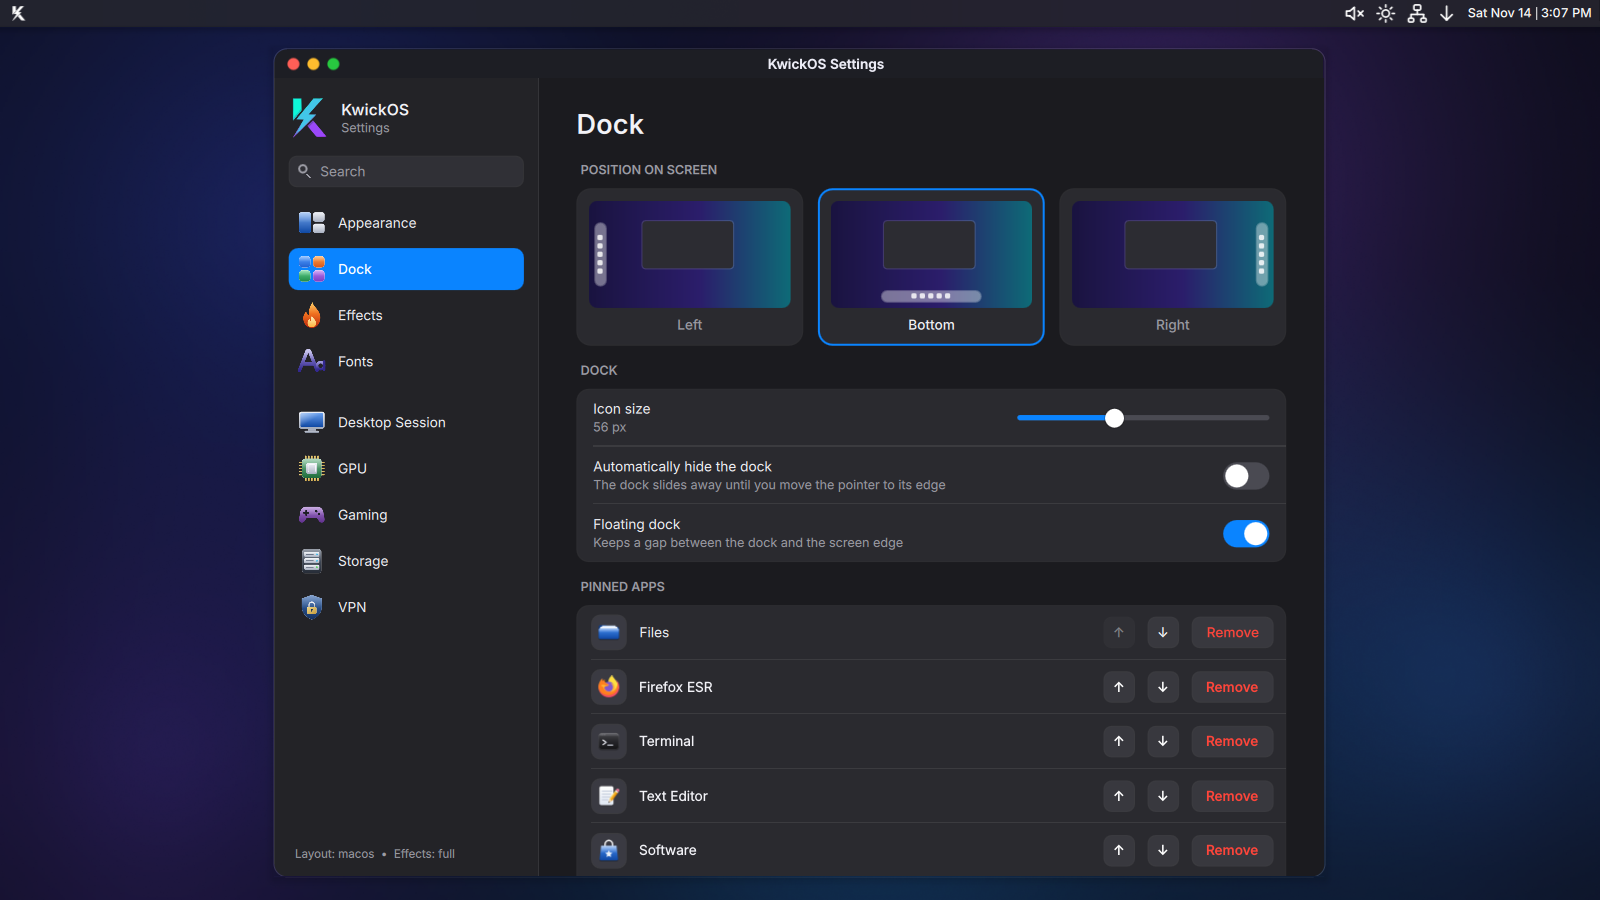 Sat Nov 14 | 3:07 PM
KwickOS Settings
KwickOS
Settings
Search
Appearance
Dock
Effects
Fonts
Desktop Session
GPU
Gaming
Storage
VPN
Layout: macos • Effects: full
Dock
POSITION ON SCREEN
Left
Bottom
Right
DOCK
Icon size
56 px
Automatically hide the dock
The dock slides away until you move the pointer to its edge
Floating dock
Keeps a gap between the dock and the screen edge
PINNED APPS
Files
Remove
Firefox ESR
Remove
Terminal
Remove
Text Editor
Remove
Software
Remove